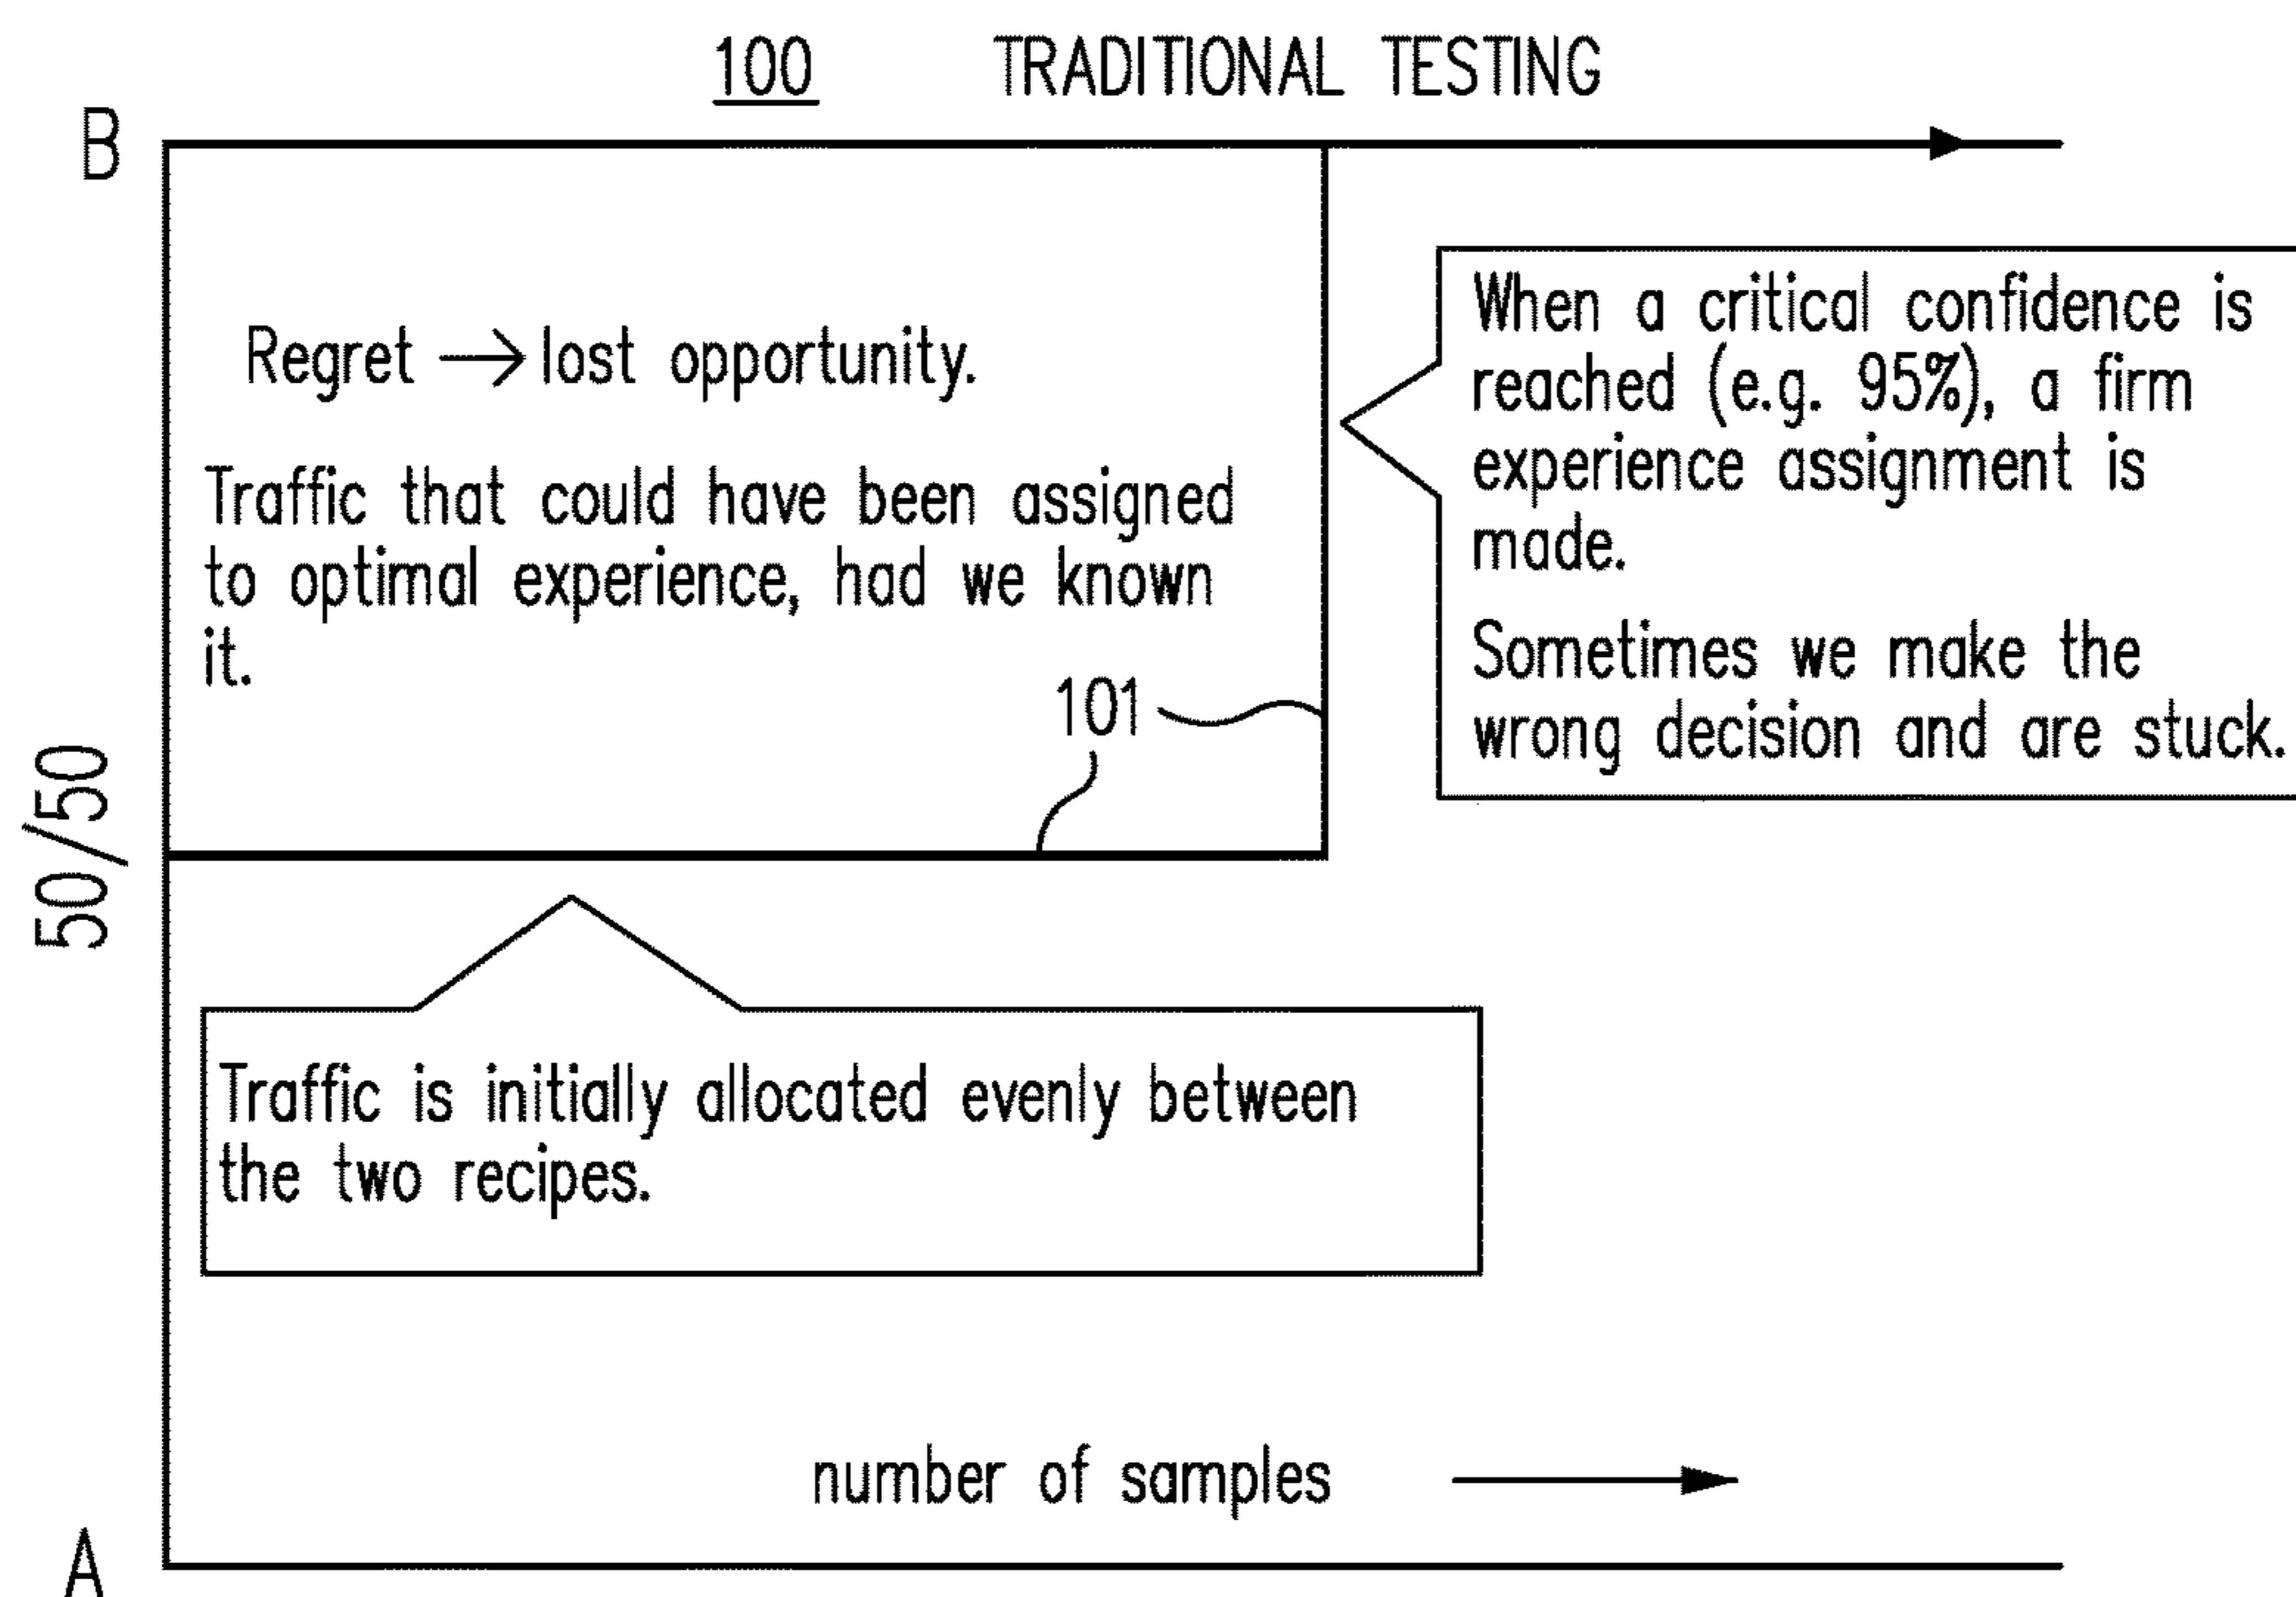 100 TRADITIONAL TESTING
B
Regret → lost opportunity.
Traffic that could have been assigned
to optimal experience, had we known
it.
101
When a critical confidence is
reached (e.g. 95%), a firm
experience assignment is
made.
Sometimes we make the
wrong decision and are stuck.
50/50
Traffic is initially allocated evenly between
the two recipes.
number of samples
A